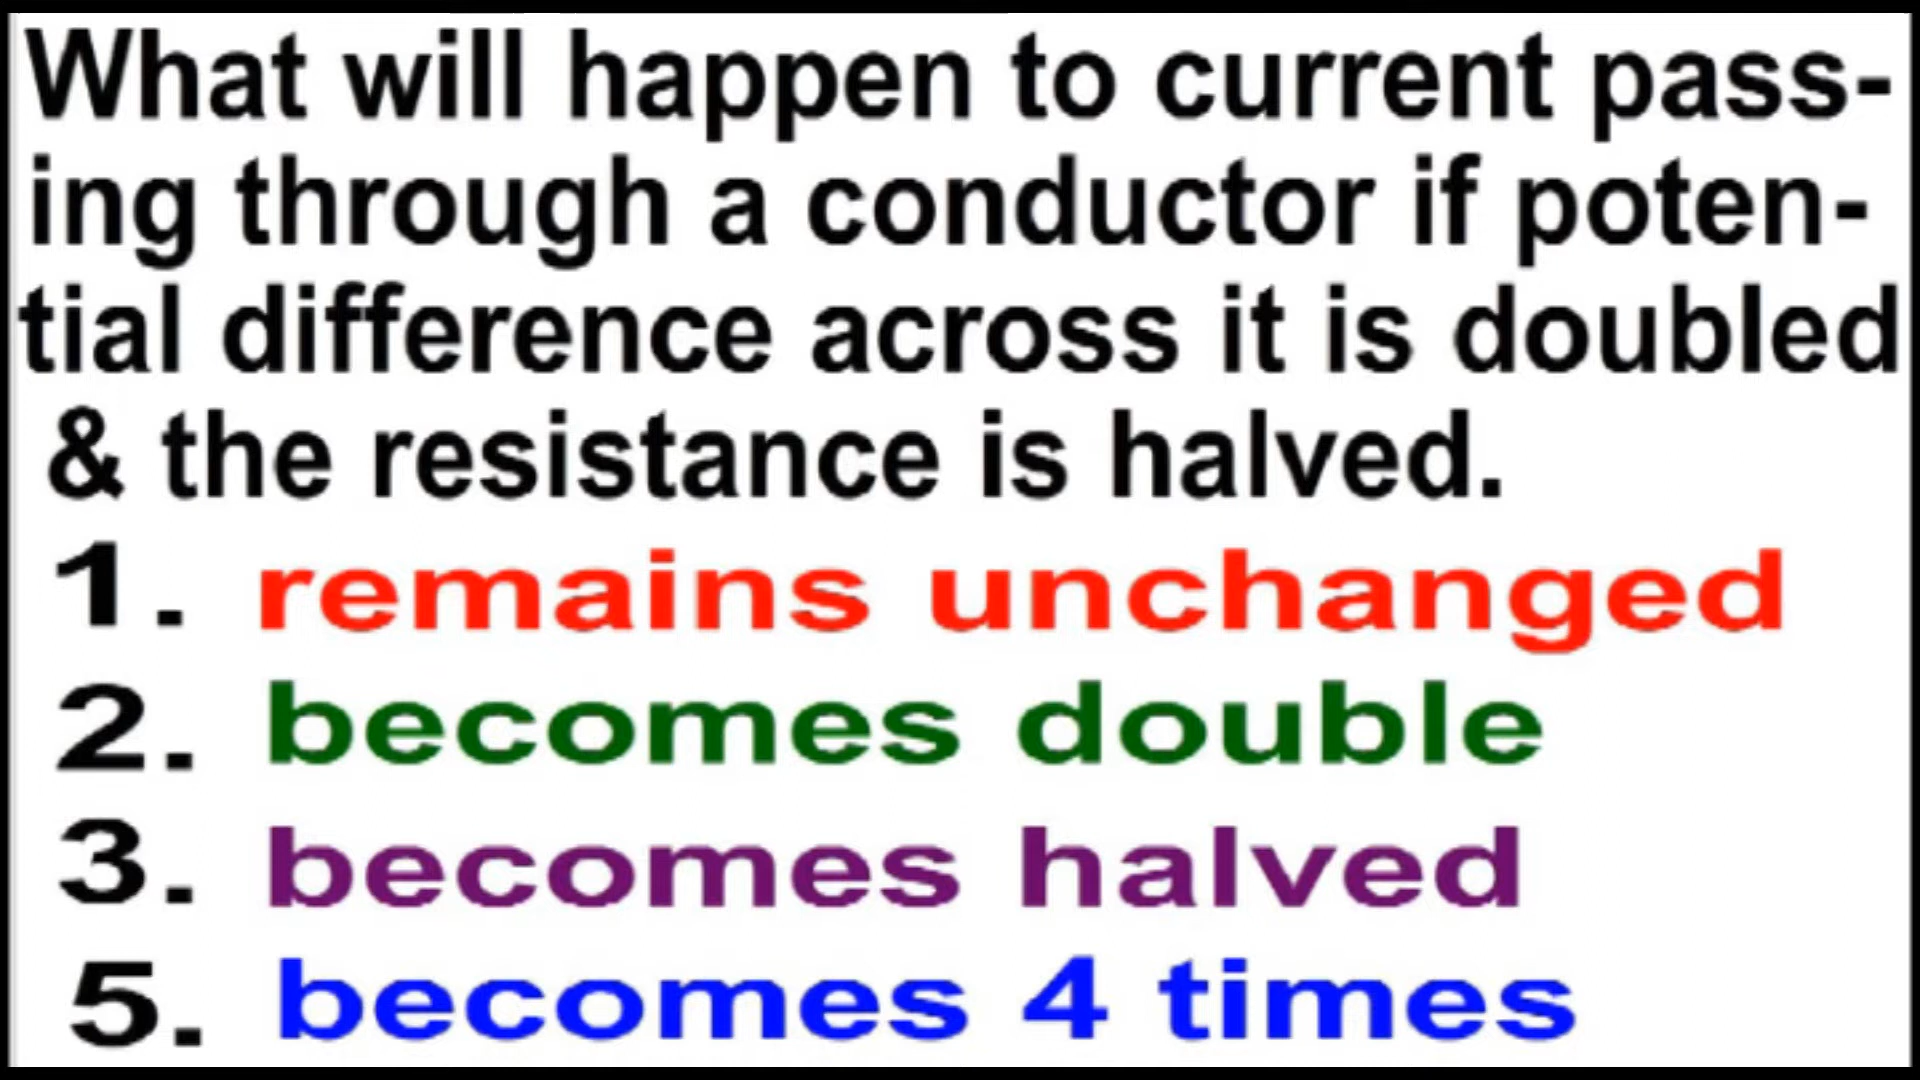 What will happen to current pass-
ing through a conductor if poten-
tial difference across it is doubled
& the resistance is halved.
1. remains unchanged
2. becomes double
3. becomes halved
5. becomes 4 times